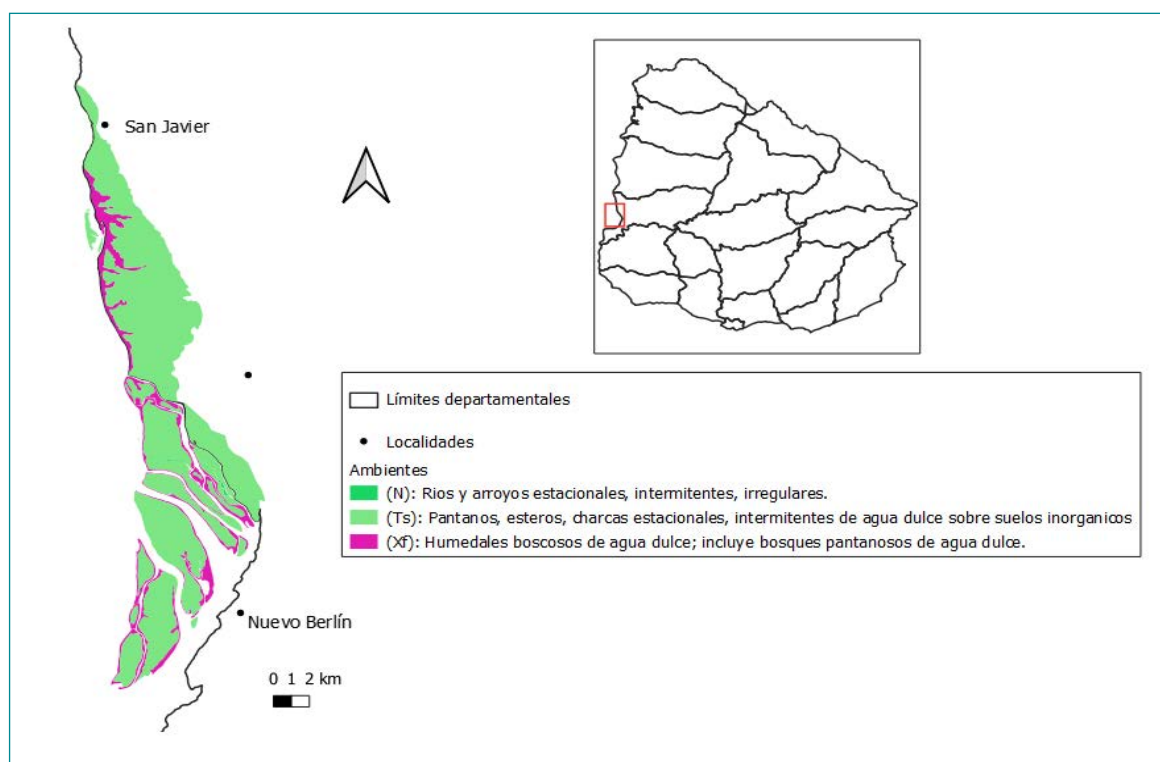 San Javier
Nuevo Berlín
0 1 2 km
Límites departamentales
Localidades
Ambientes
(N): Rios y arroyos estacionales, intermitentes, irregulares.
(Ts): Pantanos, esteros, charcas estacionales, intermitentes de agua dulce sobre suelos inorganicos
(Xf): Humedales boscosos de agua dulce; incluye bosques pantanosos de agua dulce.